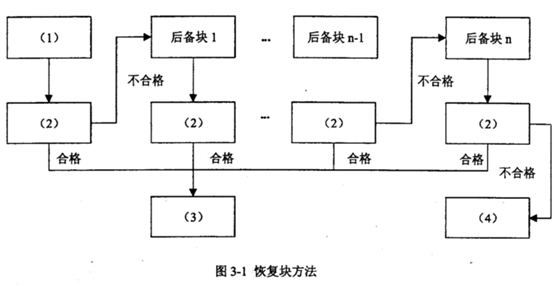 (1) 后备块 1 ... 后备块 n-1 后备块 n
不合格 不合格
(2) (2) ... (2) (2)
合格 合格 合格 合格 不合格
(3) (4)
图 3-1 恢复块方法